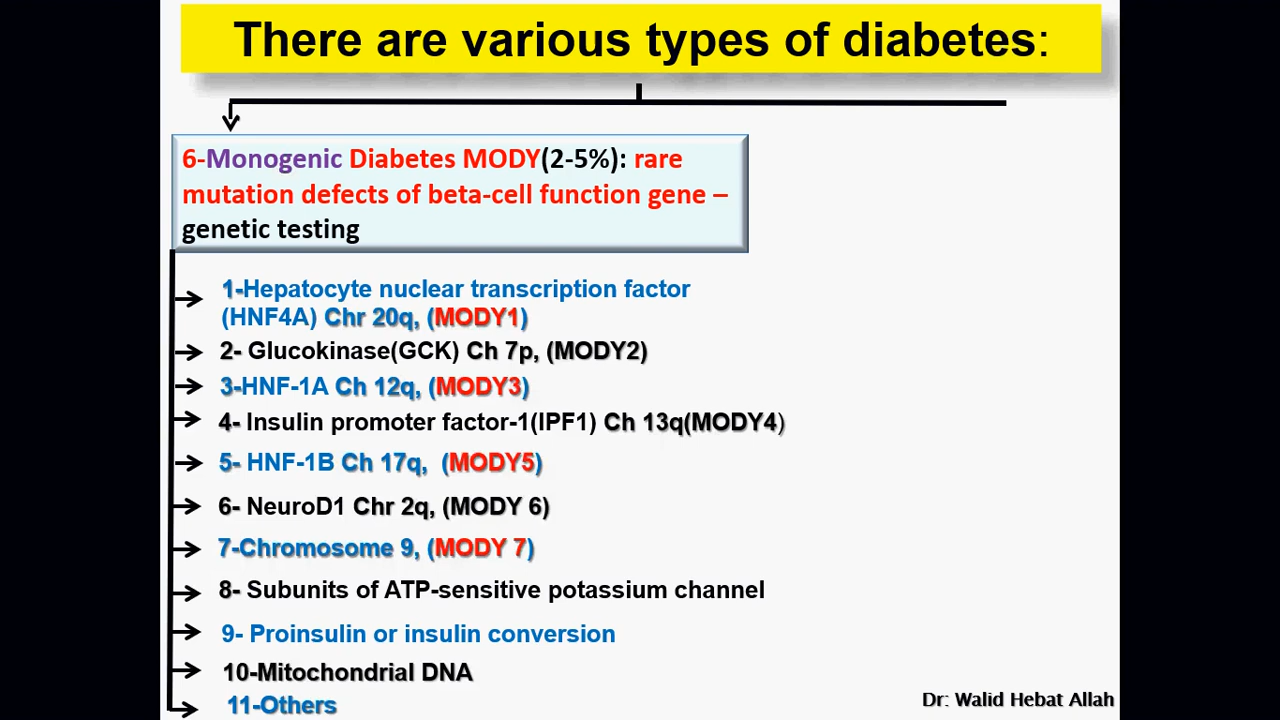 There are various types of diabetes:
6-Monogenic Diabetes MODY(2-5%): rare
mutation defects of beta-cell function gene –
genetic testing
1-Hepatocyte nuclear transcription factor
(HNF4A) Chr 20q, (MODY1)
2- Glucokinase(GCK) Ch 7p, (MODY2)
3-HNF-1A Ch 12q, (MODY3)
4- Insulin promoter factor-1(IPF1) Ch 13q(MODY4)
5- HNF-1B Ch 17q, (MODY5)
6- NeuroD1 Chr 2q, (MODY 6)
7-Chromosome 9, (MODY 7)
8- Subunits of ATP-sensitive potassium channel
9- Proinsulin or insulin conversion
10-Mitochondrial DNA
11-Others
Dr: Walid Hebat Allah